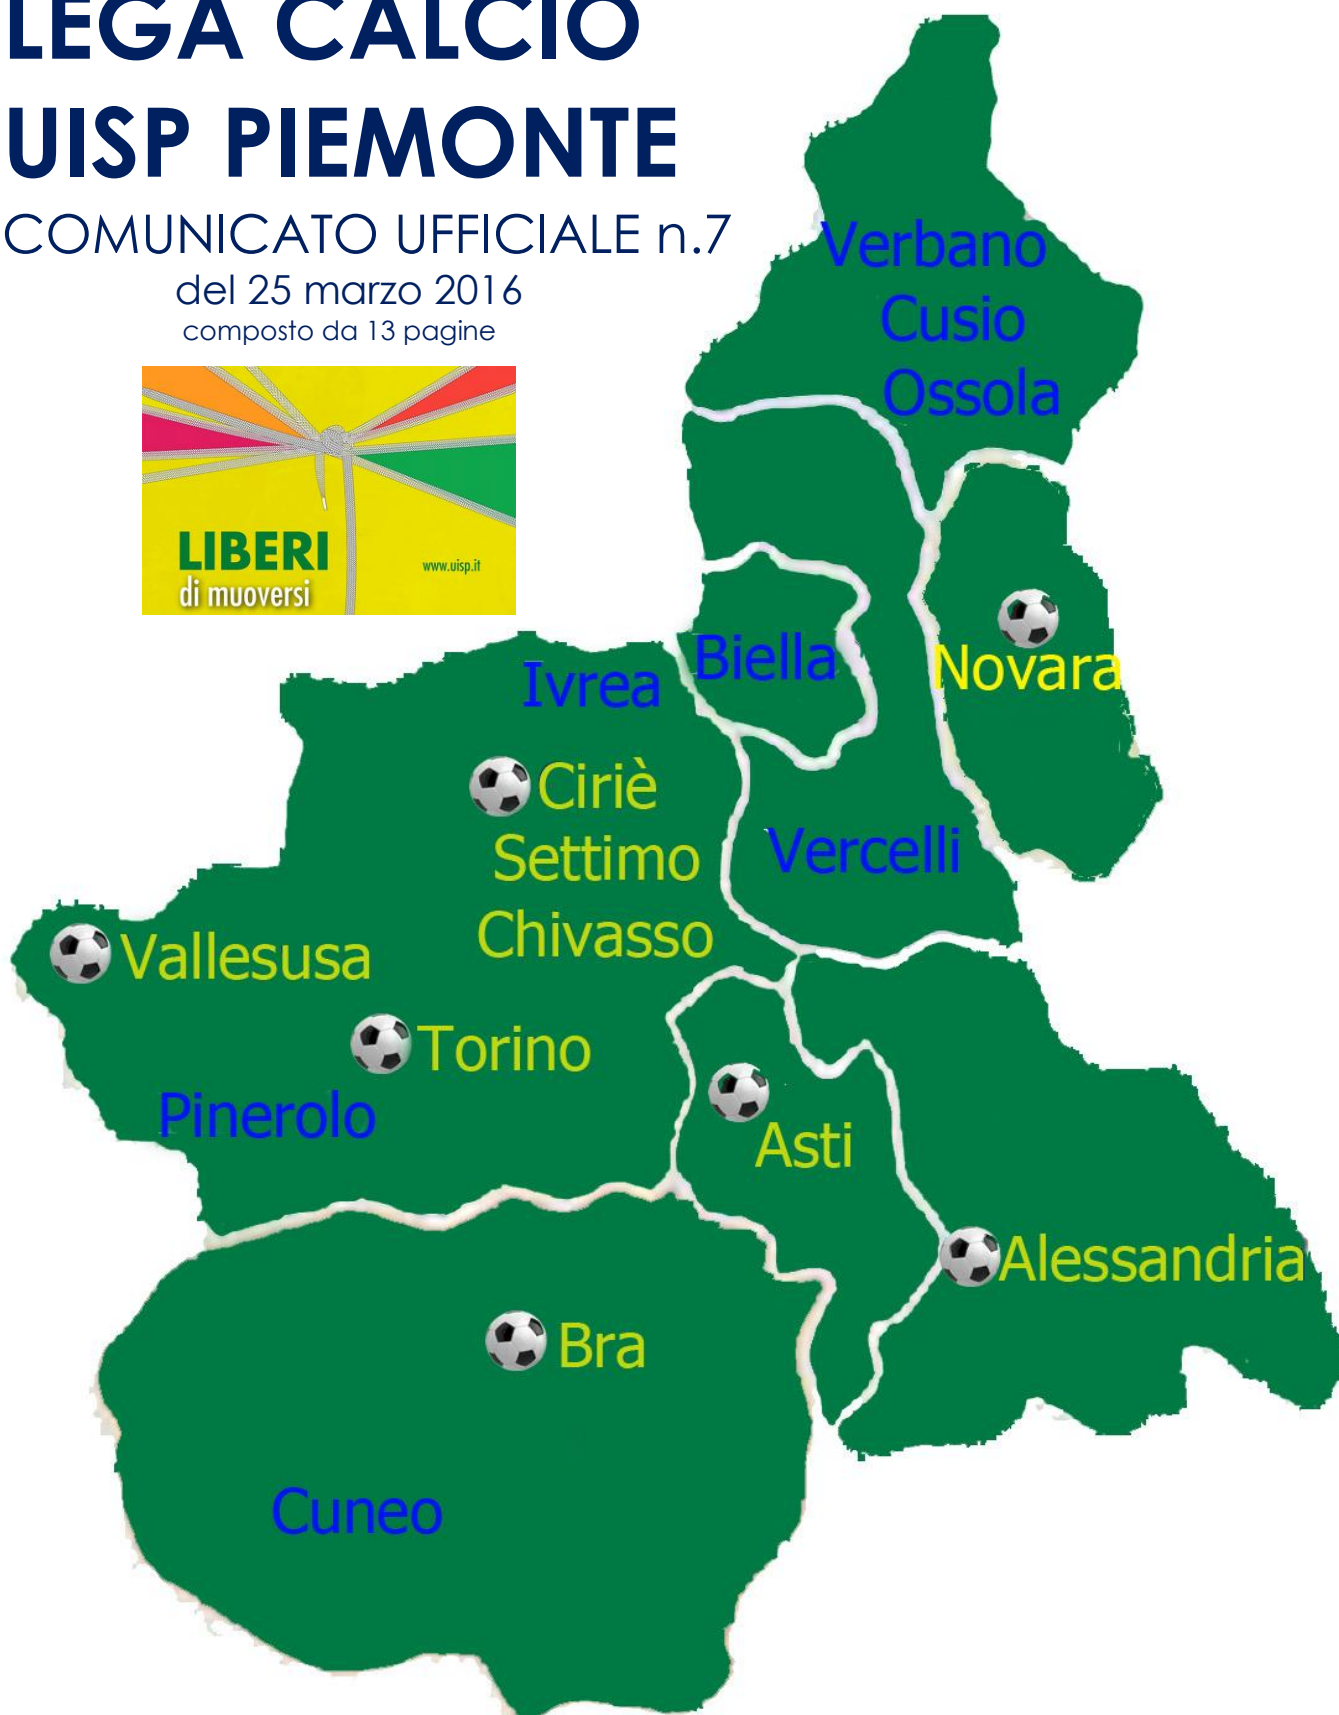 LEGA CALCIO
UISP PIEMONTE
COMUNICATO UFFICIALE n.7
del 25 marzo 2016
composto da 13 pagine
LIBERI
di muoversi
www.uisp.it
Verbano
Cusio
Ossola
Novara
Biella
Ivrea
Ciriè
Settimo
Chivasso
Vercelli
Vallesusa
Torino
Pinerolo
Asti
Alessandria
Bra
Cuneo